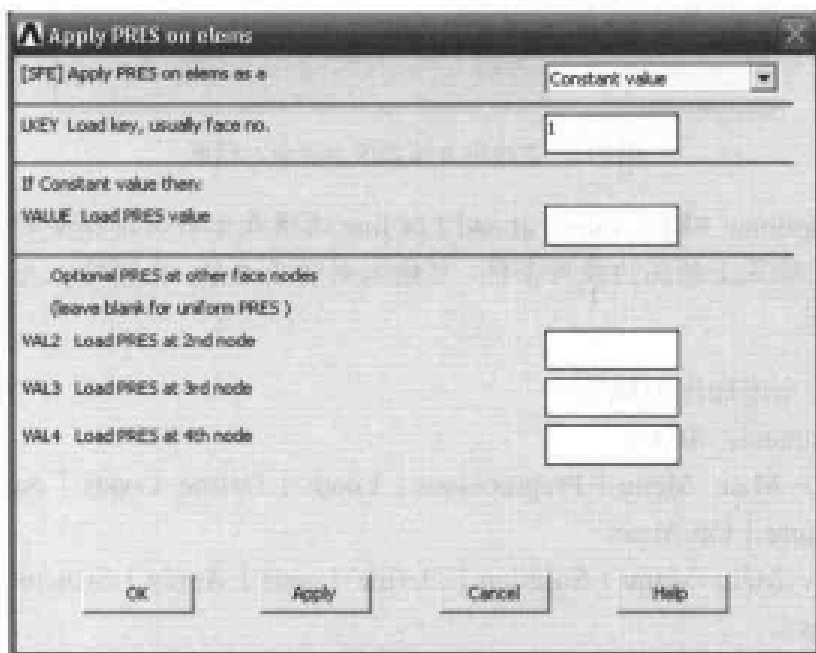 Apply PRES on elems
[SFE] Apply PRES on elems as a
Constant value
LKEY Load key, usually face no.
1
If Constant value then:
VALUE Load PRES value
Optional PRES at other face nodes
(leave blank for uniform PRES )
VAL2 Load PRES at 2nd node
VAL3 Load PRES at 3rd node
VAL4 Load PRES at 4th node
OK
Apply
Cancel
Help